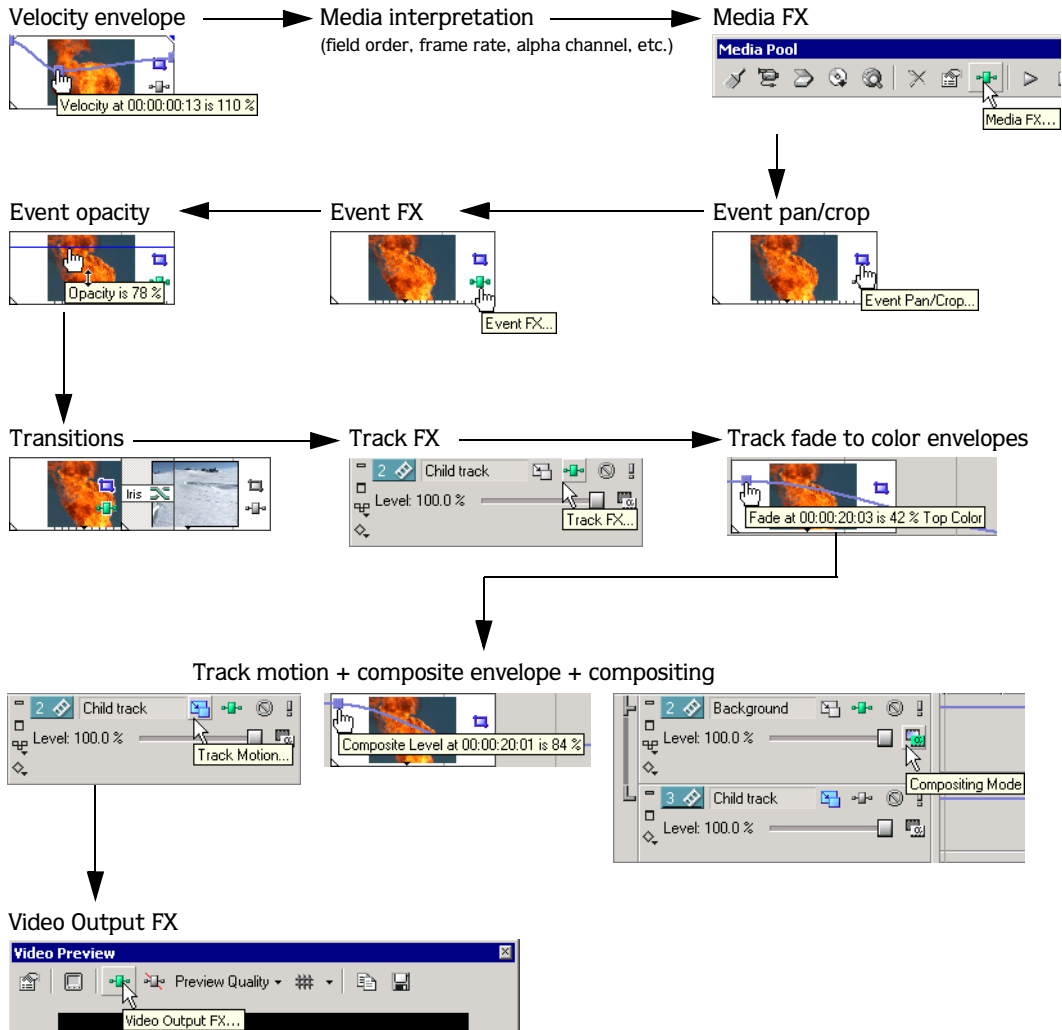 Velocity envelope
Media interpretation
(field order, frame rate, alpha channel, etc.)
Media FX
Velocity at 00:00:00:13 is 110 %
Media Pool
Media FX...
Event opacity
Event FX
Event pan/crop
Opacity is 78 %
Event FX...
Event Pan/Crop...
Transitions
Track FX
Track fade to color envelopes
Iris
2
Child track
Level: 100.0 %
Track FX...
Fade at 00:00:20:03 is 42 % Top Color
Track motion + composite envelope + compositing
2
Child track
Level: 100.0 %
Track Motion...
Composite Level at 00:00:20:01 is 84 %
2
Background
Level: 100.0 %
Compositing Mode
3
Child track
Level: 100.0 %
Video Output FX
Video Preview
Preview Quality
Video Output FX...